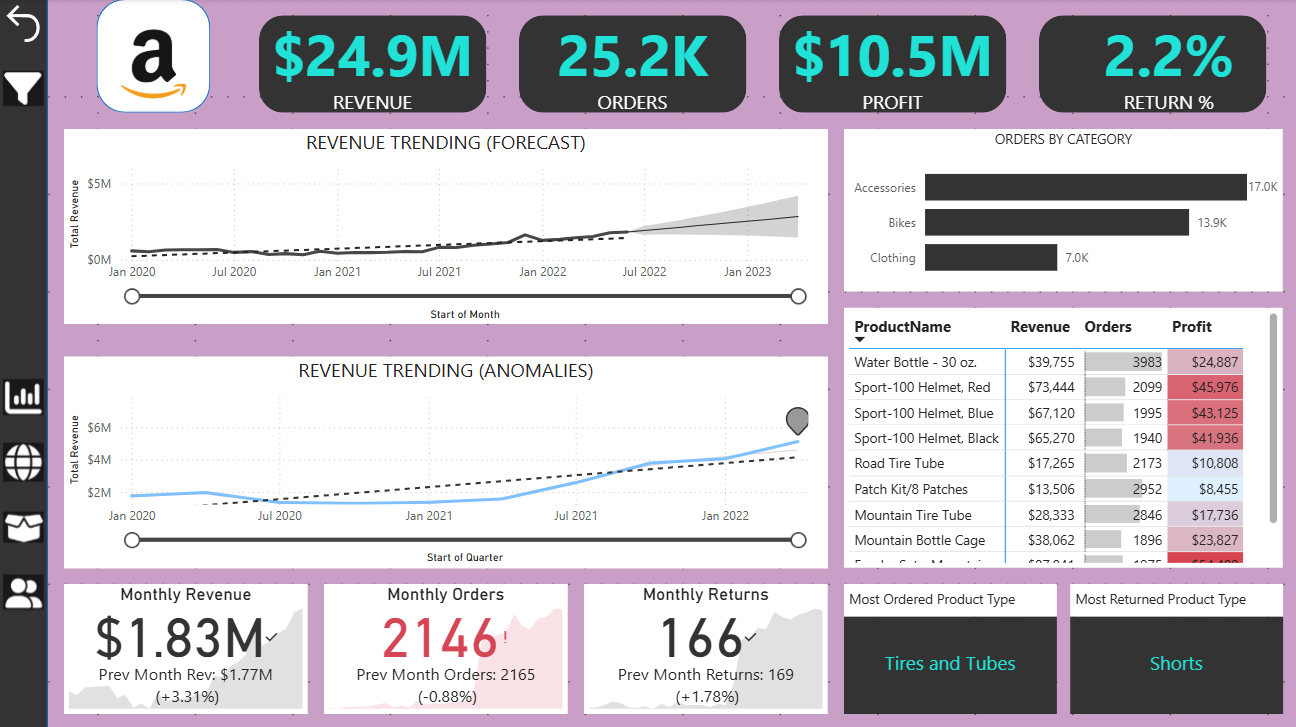 a
$24.9M
REVENUE
25.2K
ORDERS
$10.5M
PROFIT
2.2%
RETURN %
REVENUE TRENDING (FORECAST)
Total Revenue
$5M
$0M
Jan 2020 Jul 2020 Jan 2021 Jul 2021 Jan 2022 Jul 2022 Jan 2023
Start of Month
ORDERS BY CATEGORY
Accessories 17.0K
Bikes 13.9K
Clothing 7.0K
REVENUE TRENDING (ANOMALIES)
Total Revenue
$6M
$4M
$2M
Jan 2020 Jul 2020 Jan 2021 Jul 2021 Jan 2022
Start of Quarter
ProductName Revenue Orders Profit
Water Bottle - 30 oz. $39,755 3983 $24,887
Sport-100 Helmet, Red $73,444 2099 $45,976
Sport-100 Helmet, Blue $67,120 1995 $43,125
Sport-100 Helmet, Black $65,270 1940 $41,936
Road Tire Tube $17,265 2173 $10,808
Patch Kit/8 Patches $13,506 2952 $8,455
Mountain Tire Tube $28,333 2846 $17,736
Mountain Bottle Cage $38,062 1896 $23,827
Monthly Revenue
$1.83M
Prev Month Rev: $1.77M
(+3.31%)
Monthly Orders
2146!
Prev Month Orders: 2165
(-0.88%)
Monthly Returns
166
Prev Month Returns: 169
(+1.78%)
Most Ordered Product Type
Tires and Tubes
Most Returned Product Type
Shorts